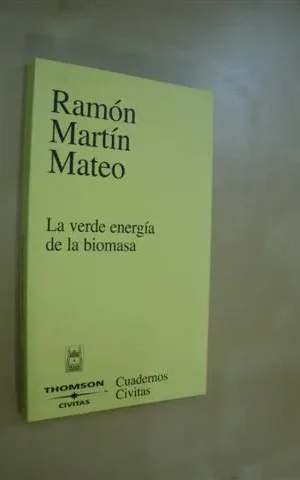 Ramón
Martín
Mateo
La verde energía
de la biomasa
THOMSON
CIVITAS
Cuadernos
Civitas